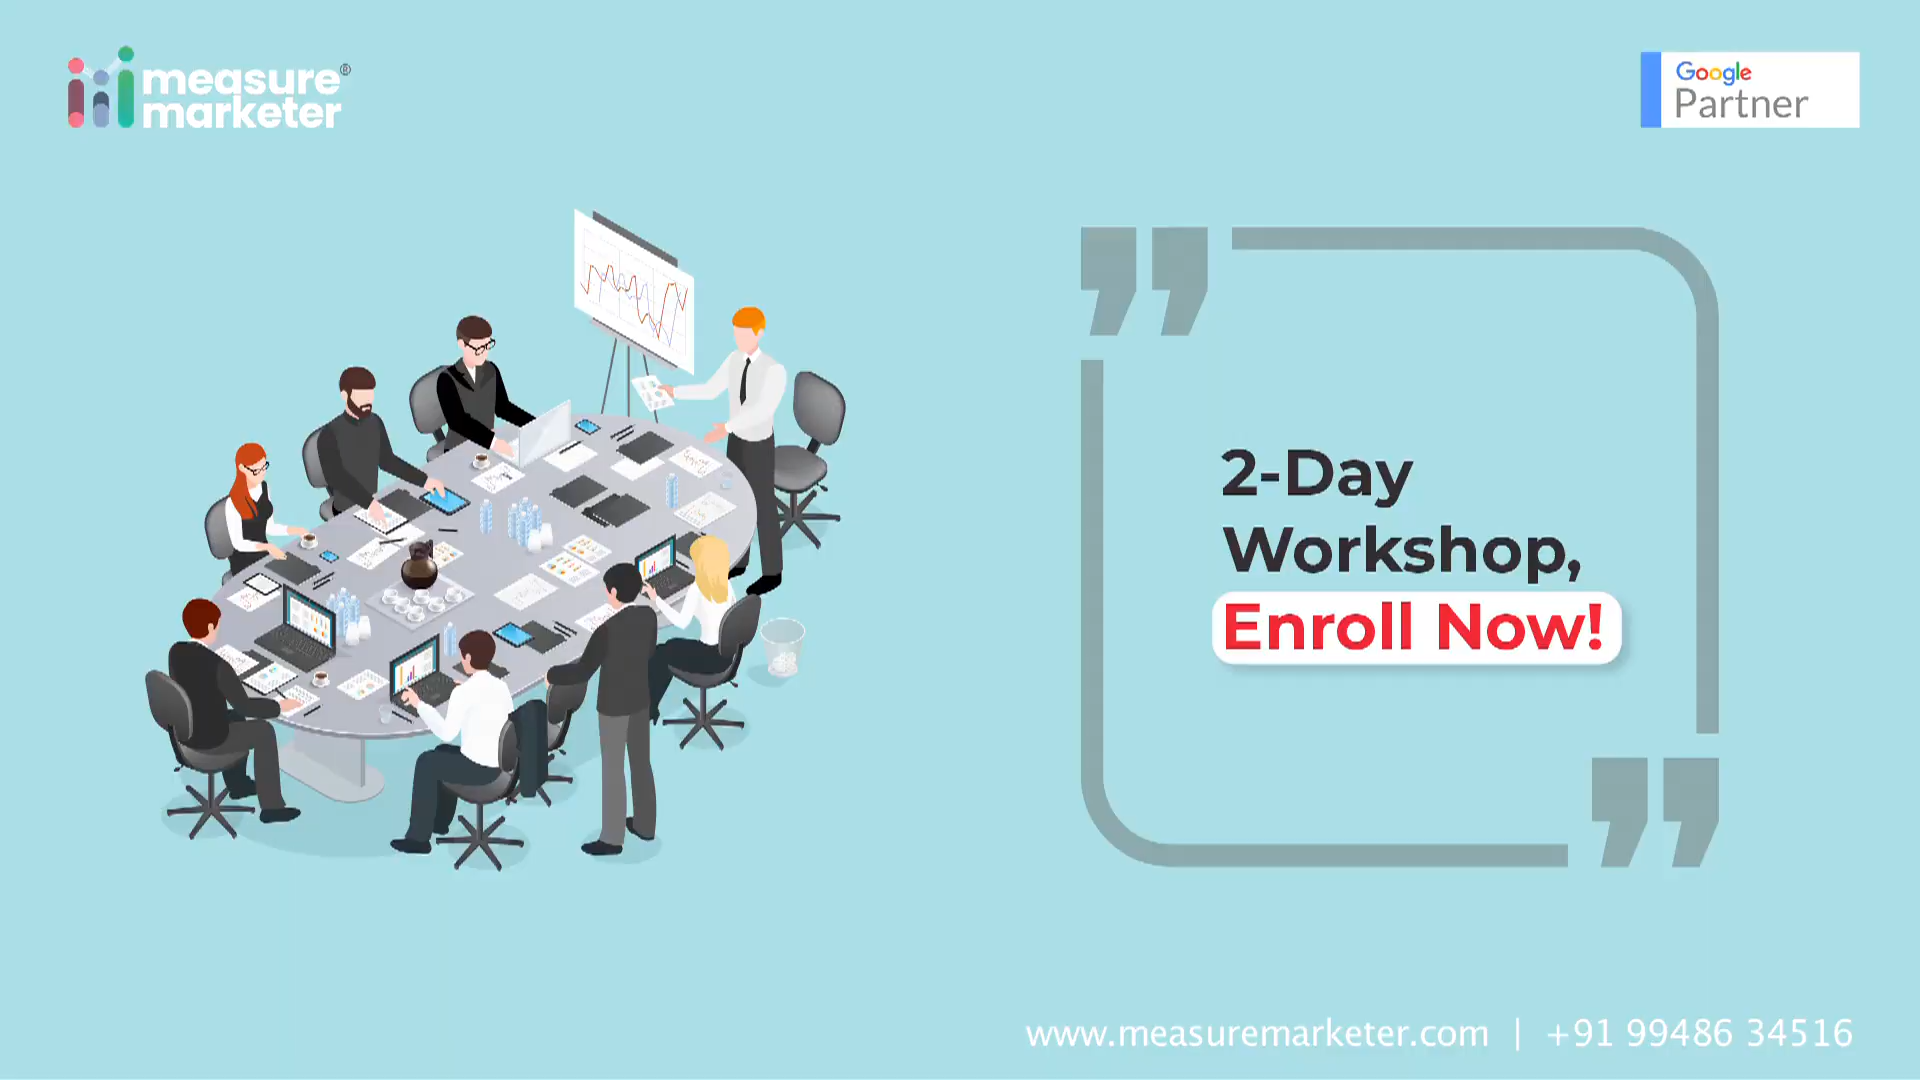 measure®
marketer
Google
Partner
2-Day
Workshop,
Enroll Now!
www.measuremarketer.com | +91 99486 34516